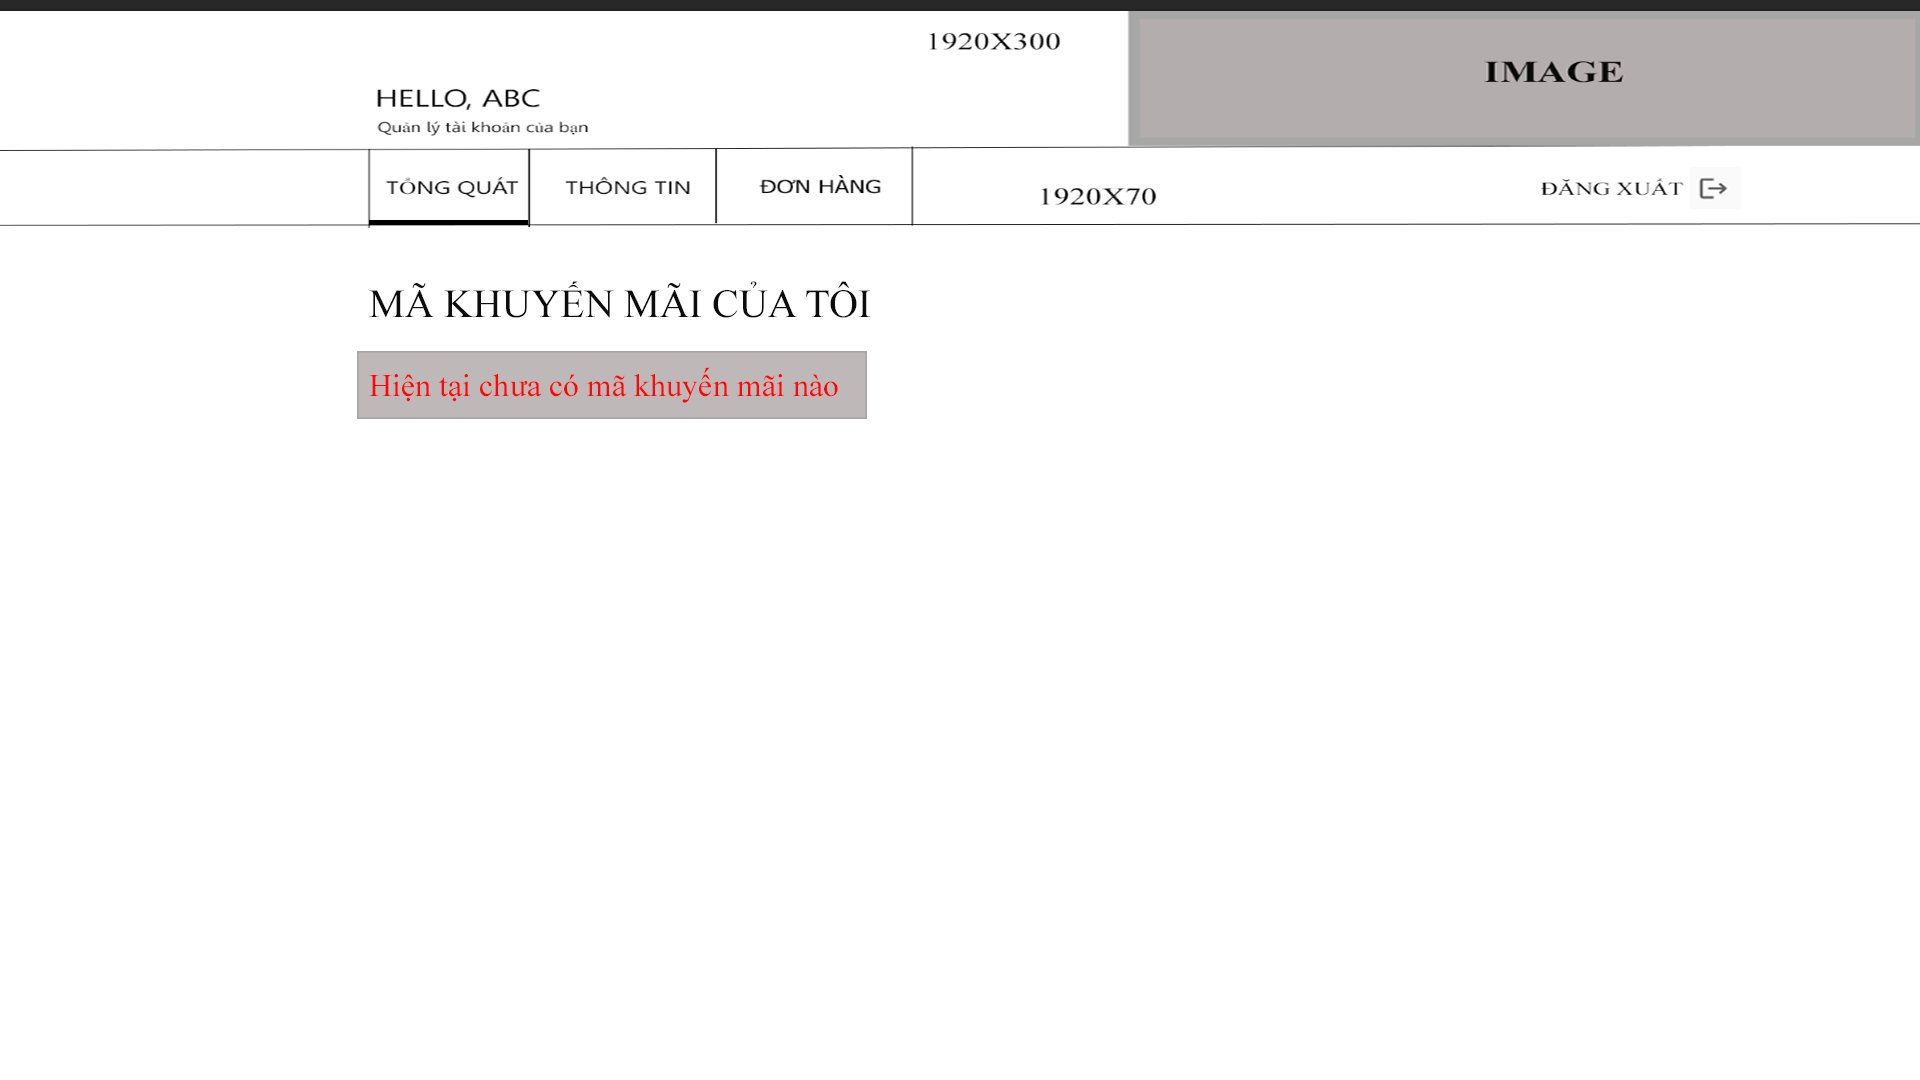 1920X300
IMAGE
HELLO, ABC
Quản lý tài khoản của bạn
TỔNG QUÁT
THÔNG TIN
ĐƠN HÀNG
1920X70
ĐĂNG XUẤT
MÃ KHUYẾN MÃI CỦA TÔI
Hiện tại chưa có mã khuyến mãi nào